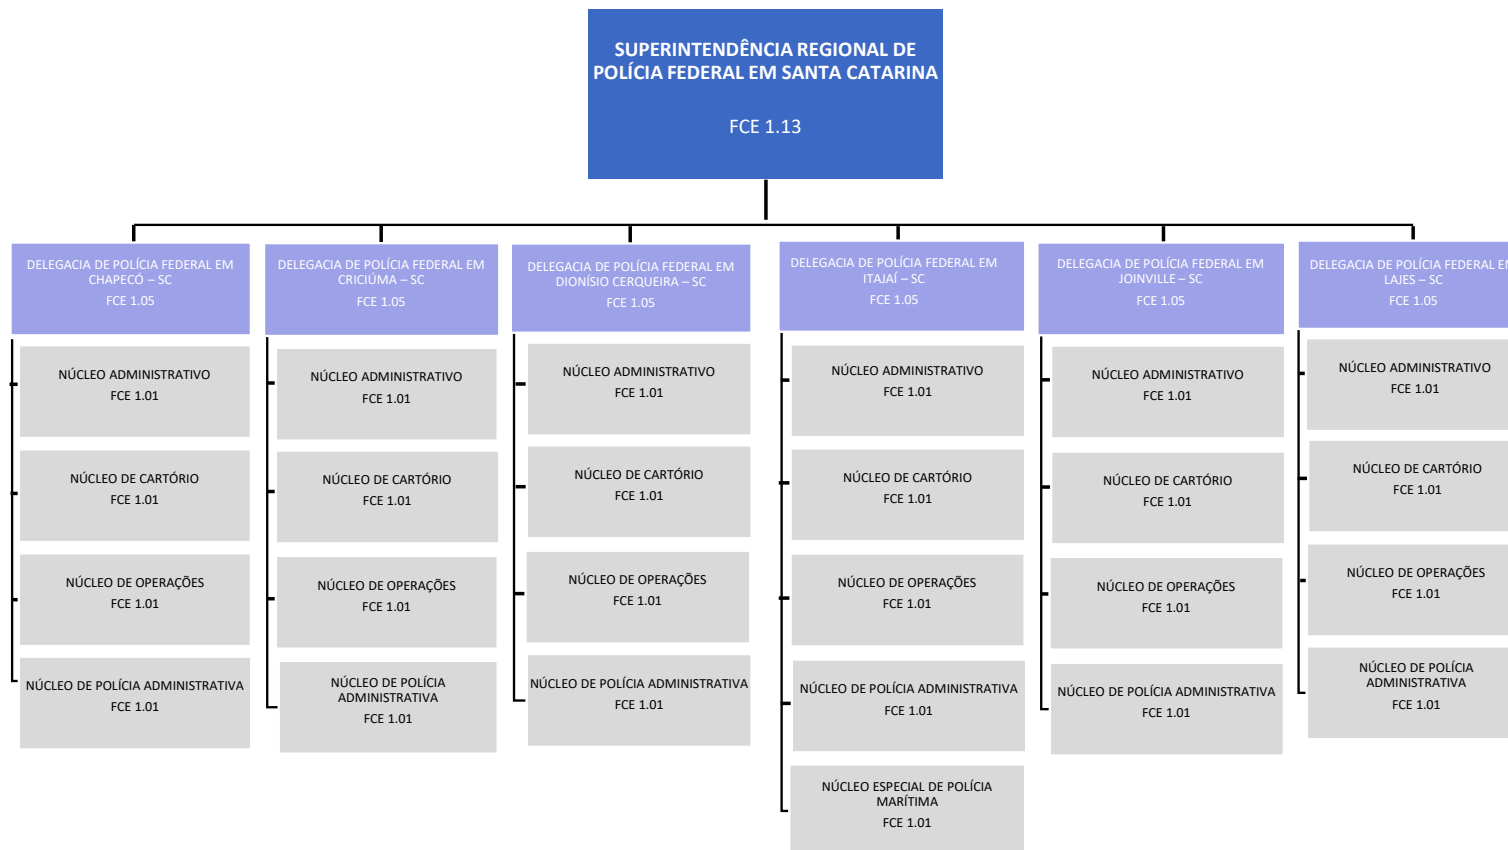 SUPERINTENDÊNCIA REGIONAL DE
POLÍCIA FEDERAL EM SANTA CATARINA
FCE 1.13
DELEGACIA DE POLÍCIA FEDERAL EM
CHAPECÓ – SC
FCE 1.05
NÚCLEO ADMINISTRATIVO
FCE 1.01
NÚCLEO DE CARTÓRIO
FCE 1.01
NÚCLEO DE OPERAÇÕES
FCE 1.01
NÚCLEO DE POLÍCIA ADMINISTRATIVA
FCE 1.01
DELEGACIA DE POLÍCIA FEDERAL EM
CRICIÚMA – SC
FCE 1.05
NÚCLEO ADMINISTRATIVO
FCE 1.01
NÚCLEO DE CARTÓRIO
FCE 1.01
NÚCLEO DE OPERAÇÕES
FCE 1.01
NÚCLEO DE POLÍCIA
ADMINISTRATIVA
FCE 1.01
DELEGACIA DE POLÍCIA FEDERAL EM
DIONÍSIO CERQUEIRA – SC
FCE 1.05
NÚCLEO ADMINISTRATIVO
FCE 1.01
NÚCLEO DE CARTÓRIO
FCE 1.01
NÚCLEO DE OPERAÇÕES
FCE 1.01
NÚCLEO DE POLÍCIA ADMINISTRATIVA
FCE 1.01
DELEGACIA DE POLÍCIA FEDERAL EM
ITAJAÍ – SC
FCE 1.05
NÚCLEO ADMINISTRATIVO
FCE 1.01
NÚCLEO DE CARTÓRIO
FCE 1.01
NÚCLEO DE OPERAÇÕES
FCE 1.01
NÚCLEO DE POLÍCIA ADMINISTRATIVA
FCE 1.01
NÚCLEO ESPECIAL DE POLÍCIA
MARÍTIMA
FCE 1.01
DELEGACIA DE POLÍCIA FEDERAL EM
JOINVILLE – SC
FCE 1.05
NÚCLEO ADMINISTRATIVO
FCE 1.01
NÚCLEO DE CARTÓRIO
FCE 1.01
NÚCLEO DE OPERAÇÕES
FCE 1.01
NÚCLEO DE POLÍCIA ADMINISTRATIVA
FCE 1.01
DELEGACIA DE POLÍCIA FEDERAL EM
LAJES – SC
FCE 1.05
NÚCLEO ADMINISTRATIVO
FCE 1.01
NÚCLEO DE CARTÓRIO
FCE 1.01
NÚCLEO DE OPERAÇÕES
FCE 1.01
NÚCLEO DE POLÍCIA
ADMINISTRATIVA
FCE 1.01